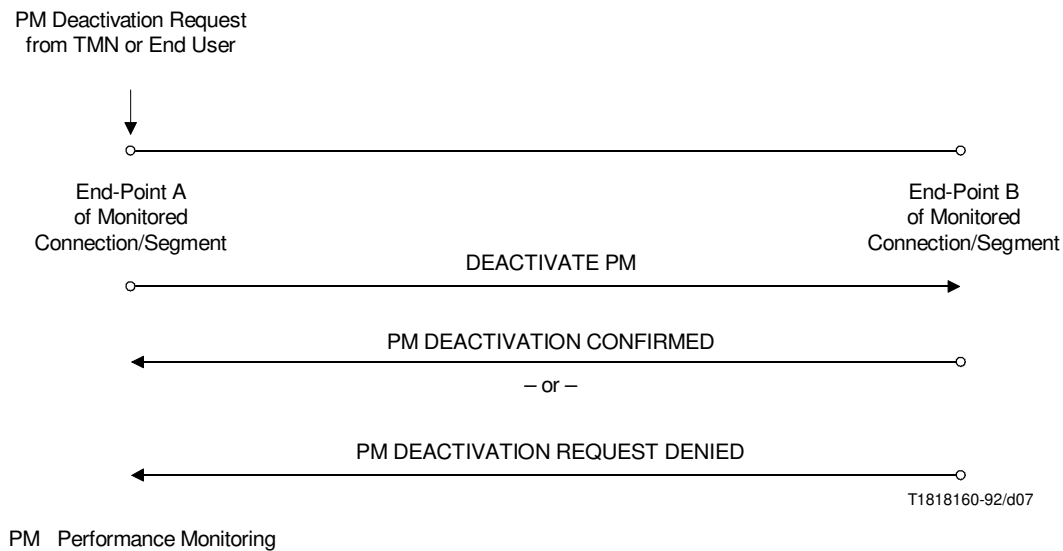 PM Deactivation Request
from TMN or End User
End-Point A
of Monitored
Connection/Segment
End-Point B
of Monitored
Connection/Segment
DEACTIVATE PM
PM DEACTIVATION CONFIRMED
– or –
PM DEACTIVATION REQUEST DENIED
T1818160-92/d07
PM Performance Monitoring